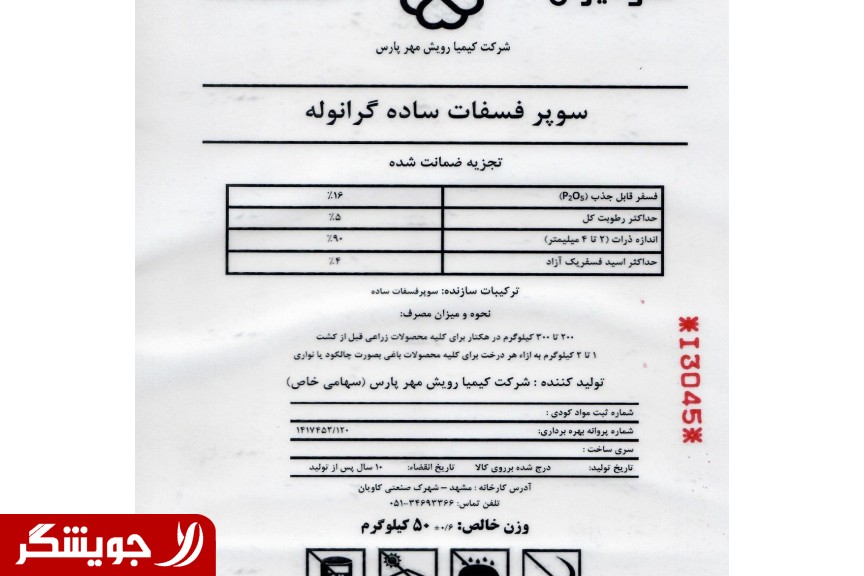 شرکت کیمیا رویش مهر پارس
سوپر فسفات ساده گرانوله
تجزیه ضمانت شده
فسفر قابل جذب (P₂O₅) ۱۶٪
حداکثر رطوبت کل ۵٪
اندازه ذرات (۲ تا ۴ میلیمتر) ۹۰٪
حداکثر اسید فسفریک آزاد ۴٪
ترکیبات سازنده: سوپرفسفات ساده
نحوه و میزان مصرف:
۲۰۰ تا ۳۰۰ کیلوگرم در هکتار برای کلیه محصولات زراعی قبل از کشت
۱ تا ۲ کیلوگرم به ازاء هر درخت برای کلیه محصولات باغی بصورت چالکود یا نواری
تولید کننده : شرکت کیمیا رویش مهر پارس (سهامی خاص)
شماره ثبت مواد کودی :
شماره پروانه بهره برداری: ۱۴۱۷۴۵۲/۱۲۰
سری ساخت :
تاریخ تولید: درج شده برروی کالا تاریخ انقضاء: ۱۰ سال پس از تولید
آدرس کارخانه : مشهد – شهرک صنعتی کاویان
تلفن تماس: ۳۴۶۹۳۳۶۶-۰۵۱
وزن خالص: ۰/۶± ۵۰ کیلوگرم
*I3045*
جویشگر